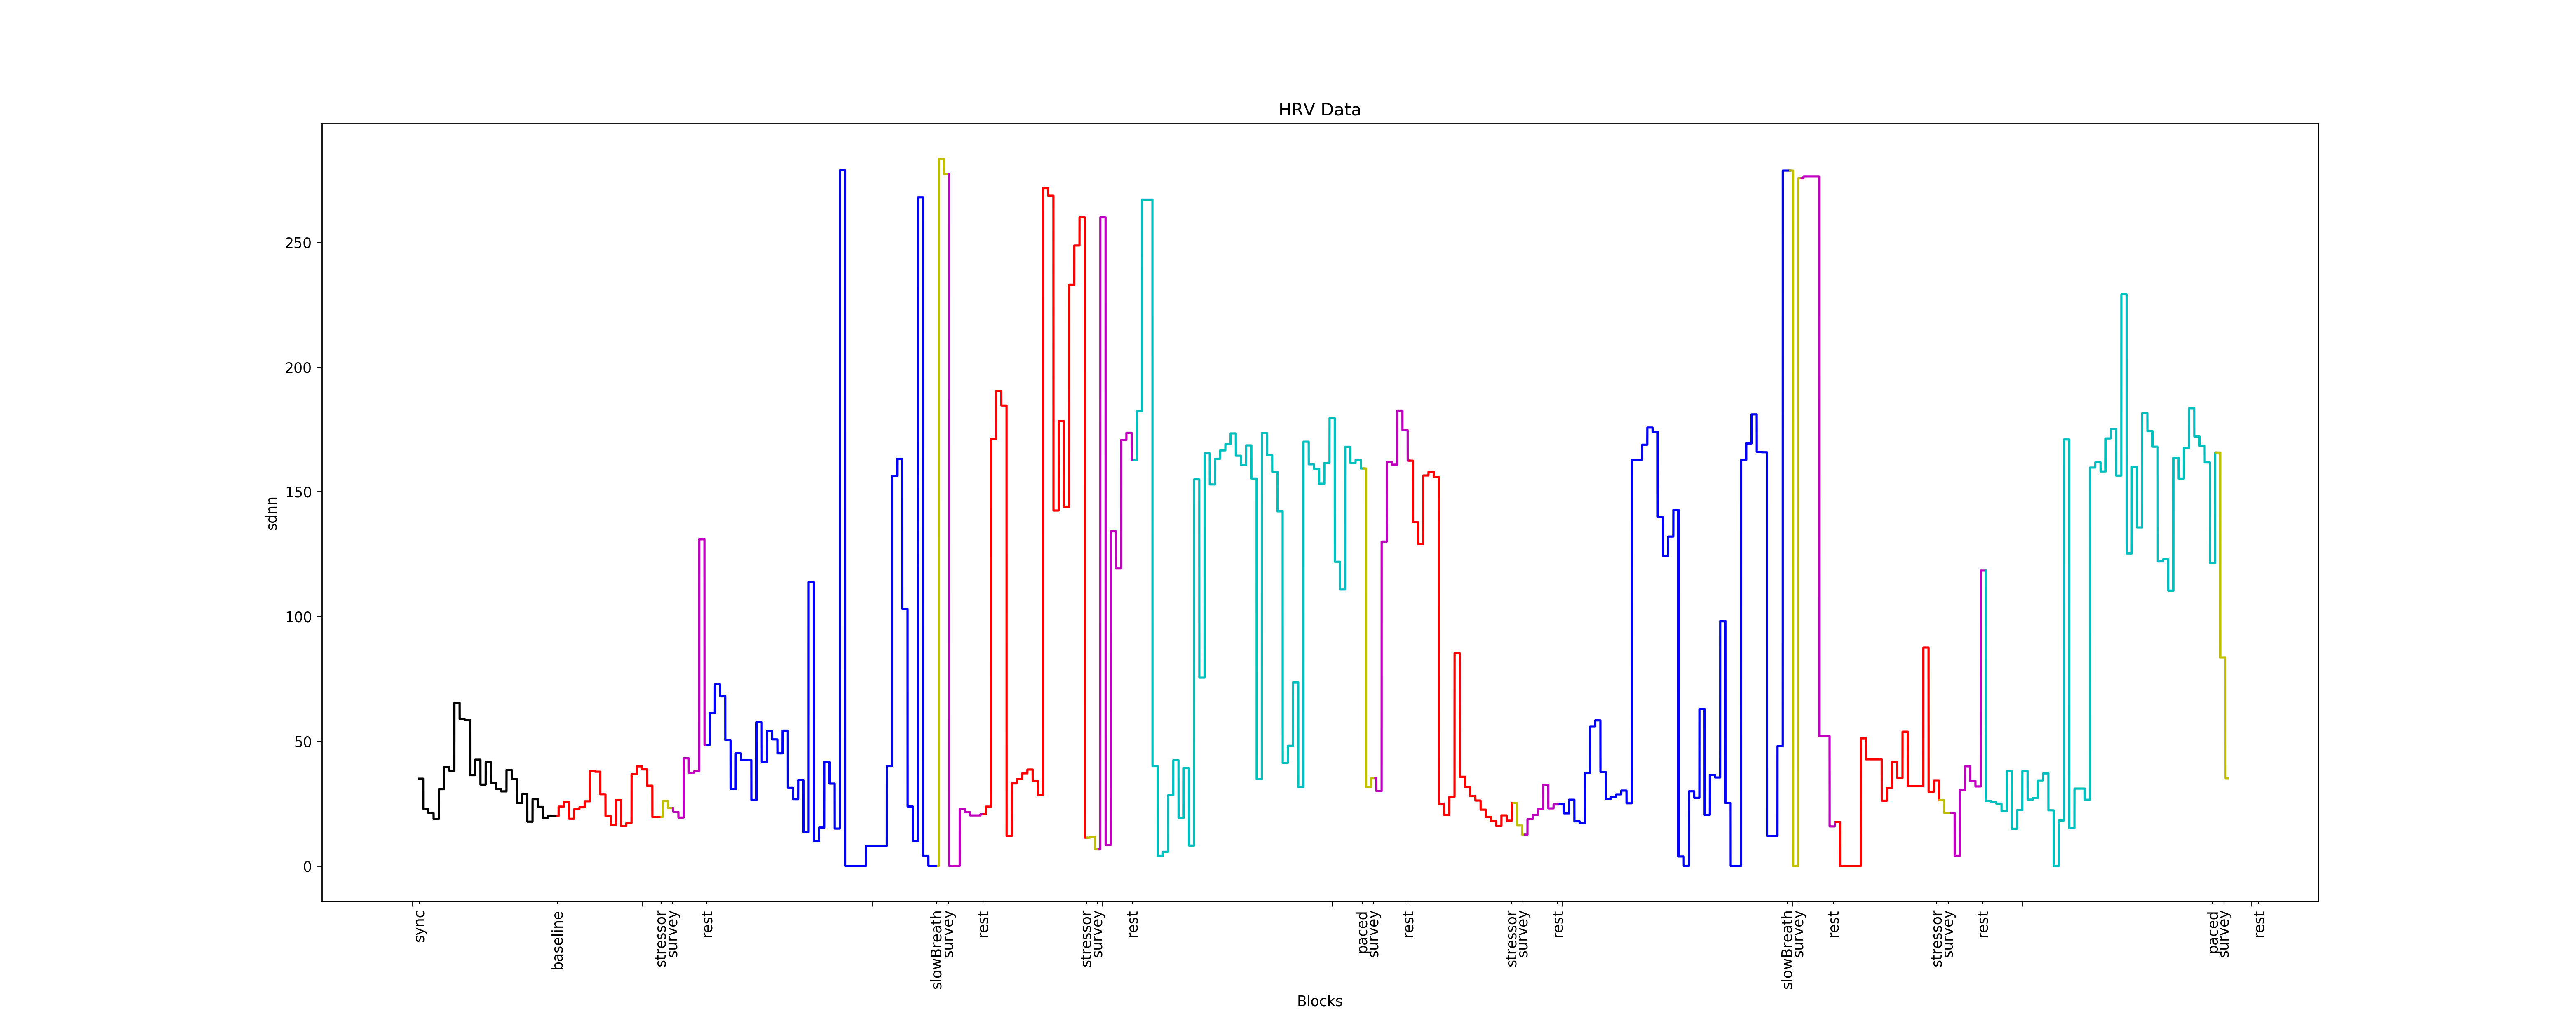 HRV Data
sdnn
250
200
150
100
50
0
sync
baseline
stressor
survey
rest
slowBreath
survey
rest
stressor
survey
rest
paced
survey
rest
stressor
survey
rest
slowBreath
survey
rest
stressor
survey
rest
paced
survey
rest
Blocks